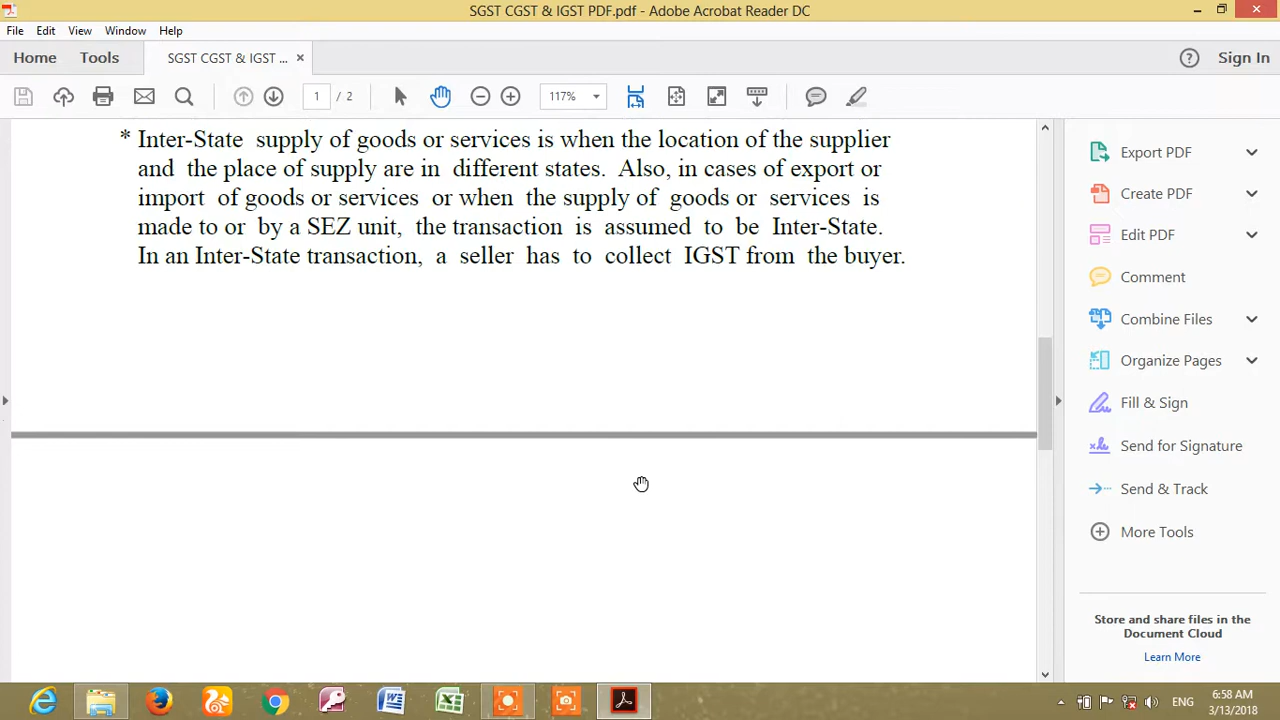 SGST CGST & IGST PDF.pdf - Adobe Acrobat Reader DC
File Edit View Window Help
Home Tools SGST CGST & IGST ... × Sign In
1 / 2 117%
* Inter-State supply of goods or services is when the location of the supplier
and the place of supply are in different states. Also, in cases of export or
import of goods or services or when the supply of goods or services is
made to or by a SEZ unit, the transaction is assumed to be Inter-State.
In an Inter-State transaction, a seller has to collect IGST from the buyer.
Export PDF
Create PDF
Edit PDF
Comment
Combine Files
Organize Pages
Fill & Sign
Send for Signature
Send & Track
More Tools
Store and share files in the
Document Cloud
Learn More
ENG
6:58 AM
3/13/2018